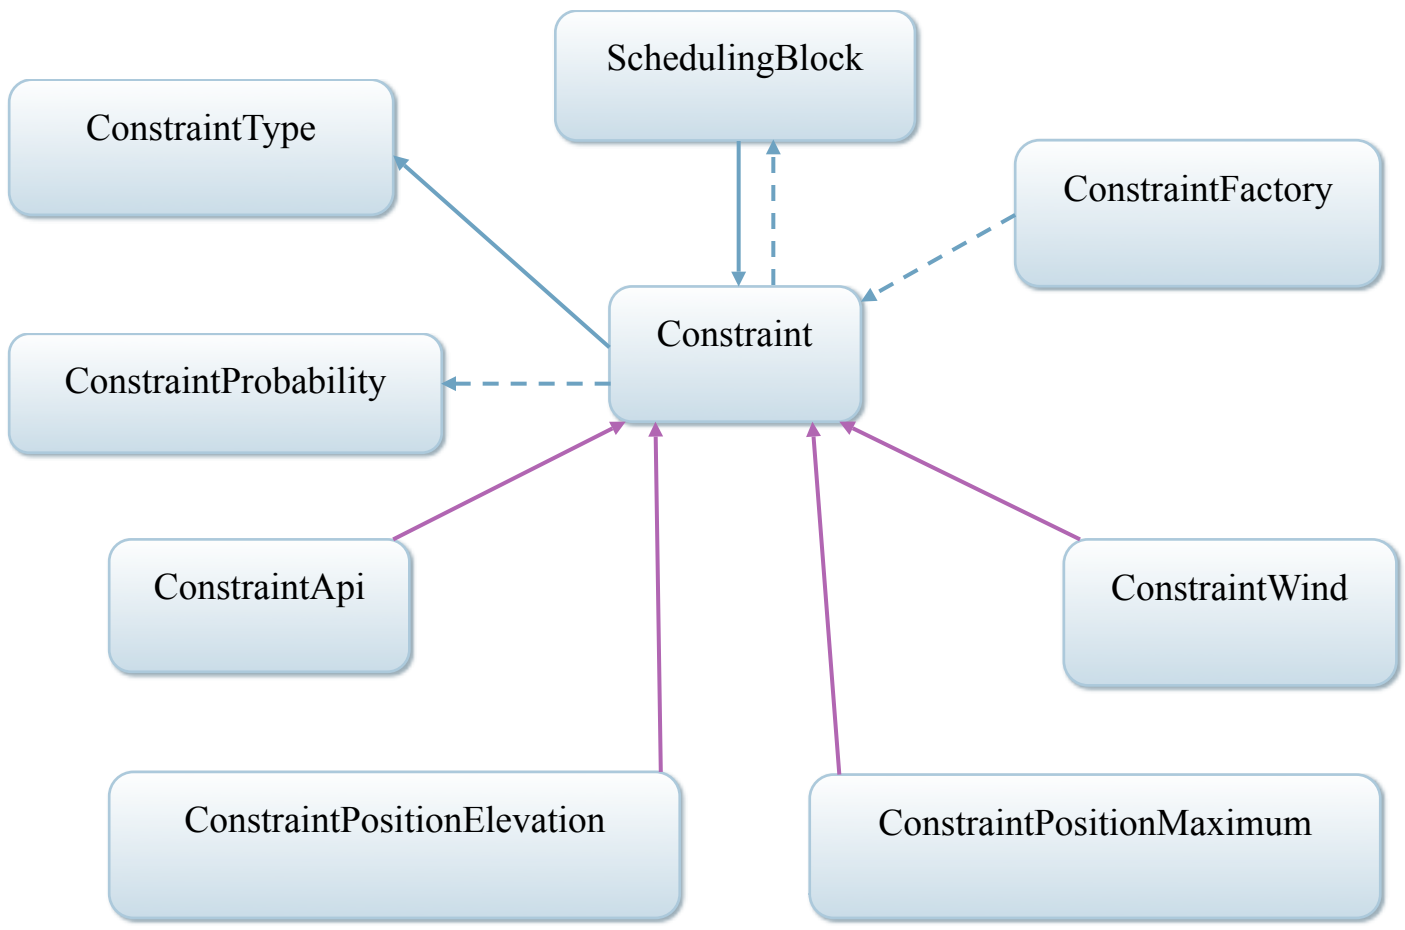 SchedulingBlock
ConstraintType
ConstraintFactory
Constraint
ConstraintProbability
ConstraintApi
ConstraintWind
ConstraintPositionElevation
ConstraintPositionMaximum